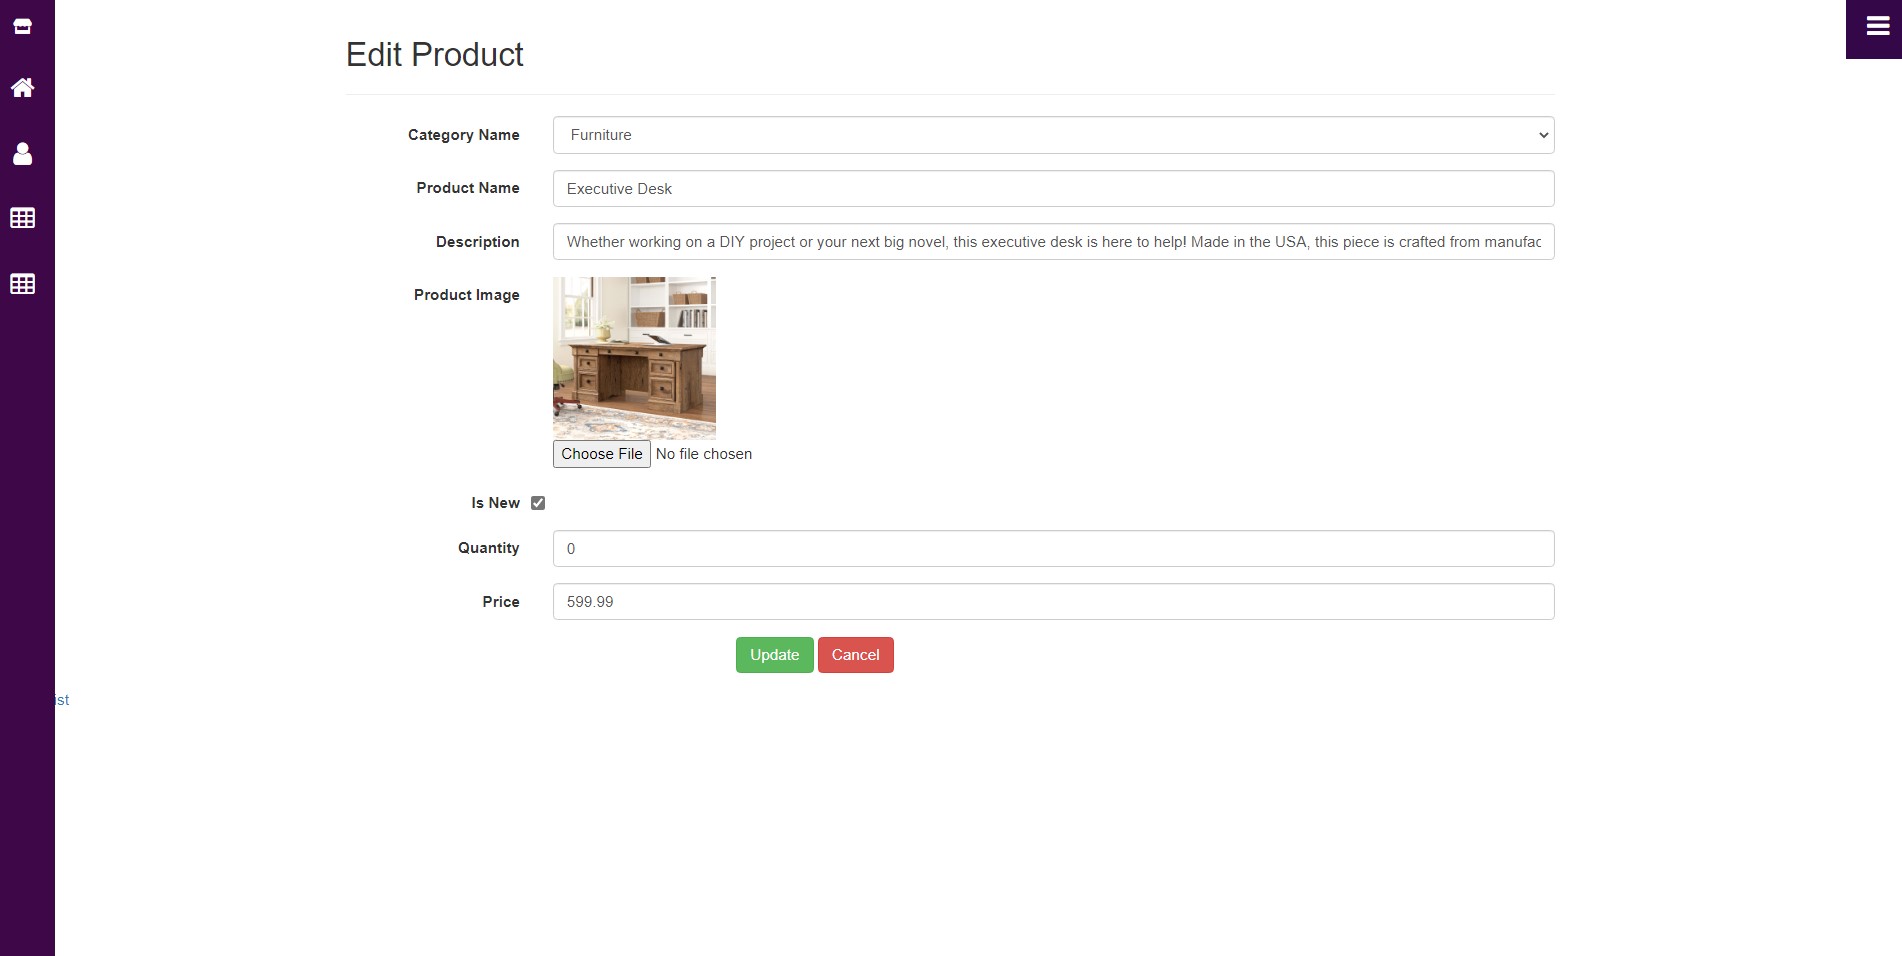 Edit Product
Category Name Furniture
Product Name Executive Desk
Description Whether working on a DIY project or your next big novel, this executive desk is here to help! Made in the USA, this piece is crafted from manufac
Product Image
Choose File No file chosen
Is New
Quantity 0
Price 599.99
Update Cancel
ist